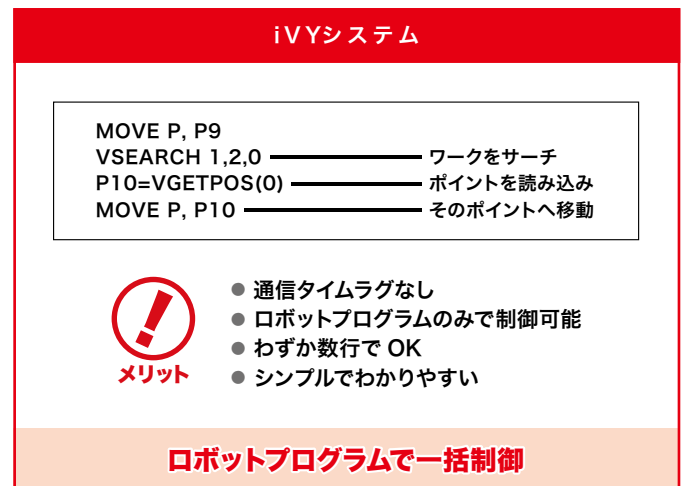 iVYシステム
MOVE P, P9
VSEARCH 1,2,0 ワークをサーチ
P10=VGETPOS(0) ポイントを読み込み
MOVE P, P10 そのポイントへ移動
メリット
● 通信タイムラグなし
● ロボットプログラムのみで制御可能
● わずか数行で OK
● シンプルでわかりやすい
ロボットプログラムで一括制御